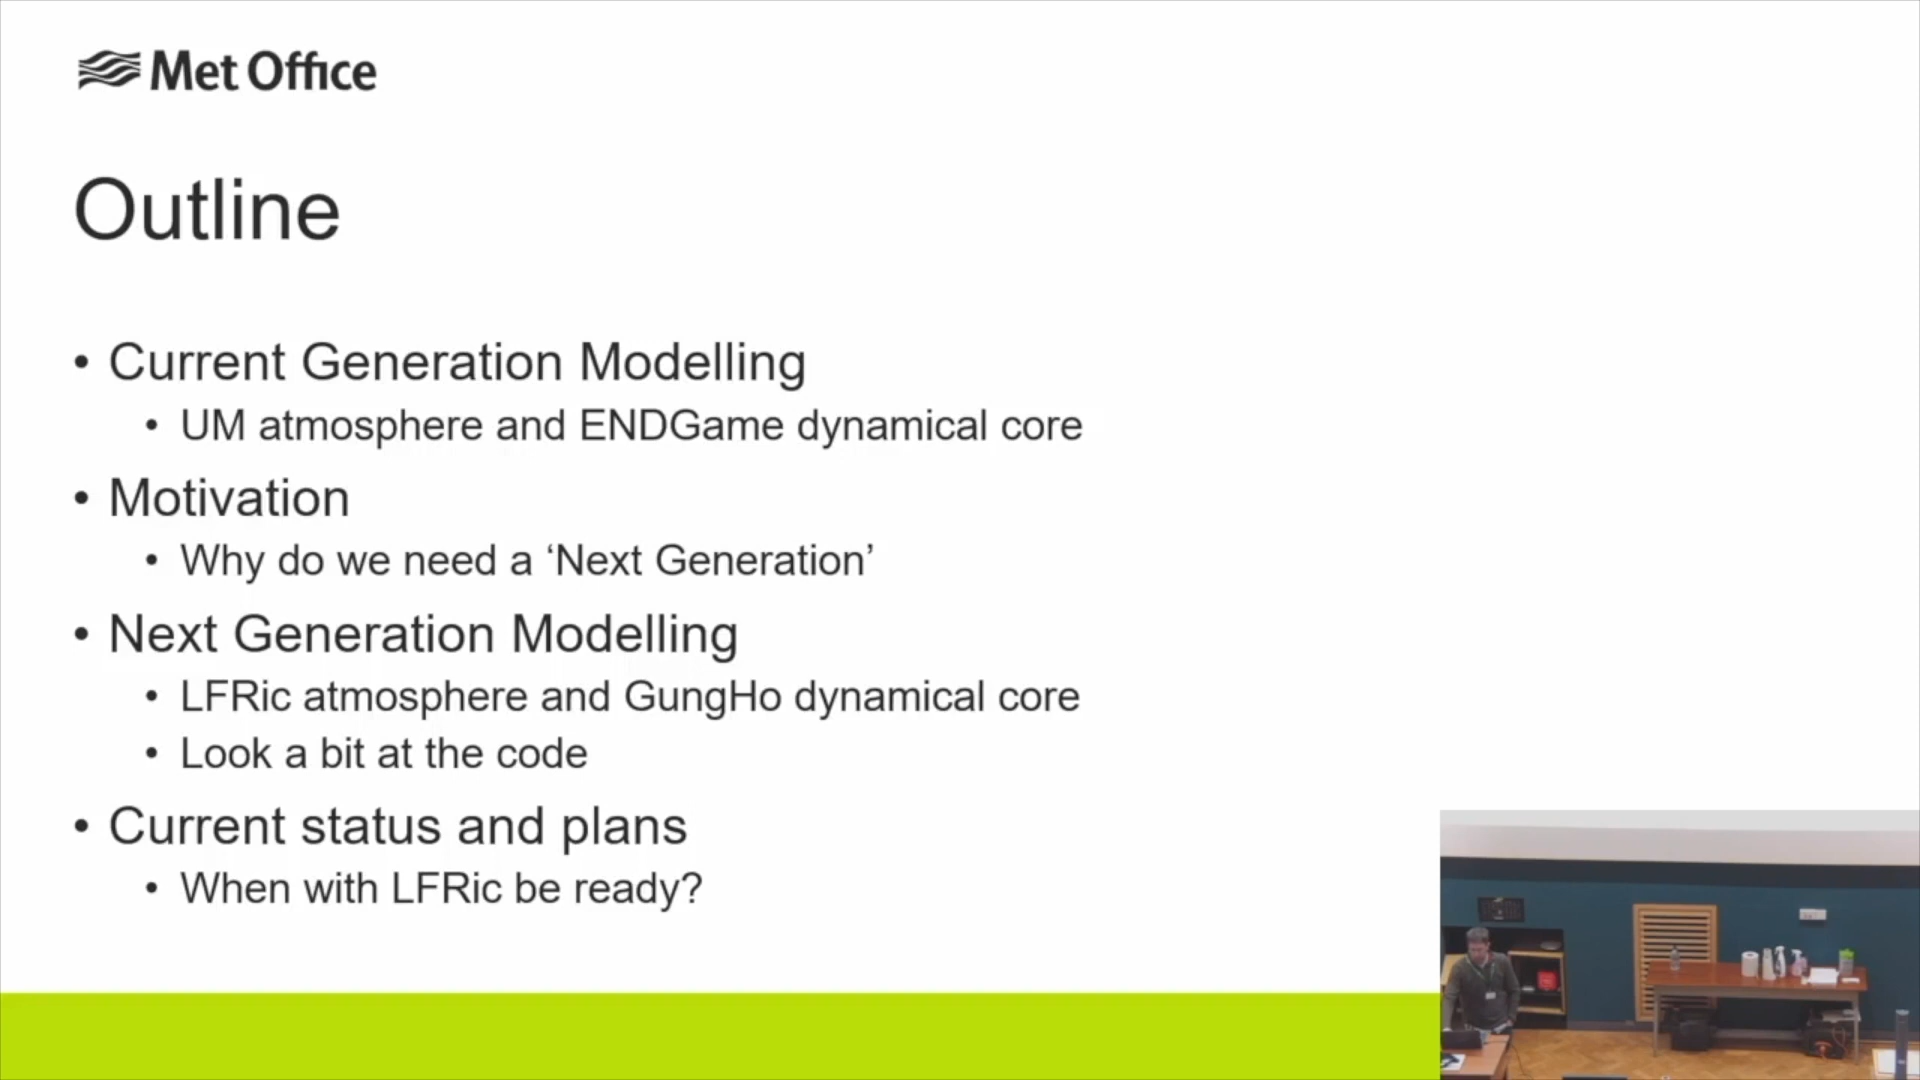 Met Office
Outline
• Current Generation Modelling
• UM atmosphere and ENDGame dynamical core
• Motivation
• Why do we need a ‘Next Generation’
• Next Generation Modelling
• LFRic atmosphere and GungHo dynamical core
• Look a bit at the code
• Current status and plans
• When with LFRic be ready?